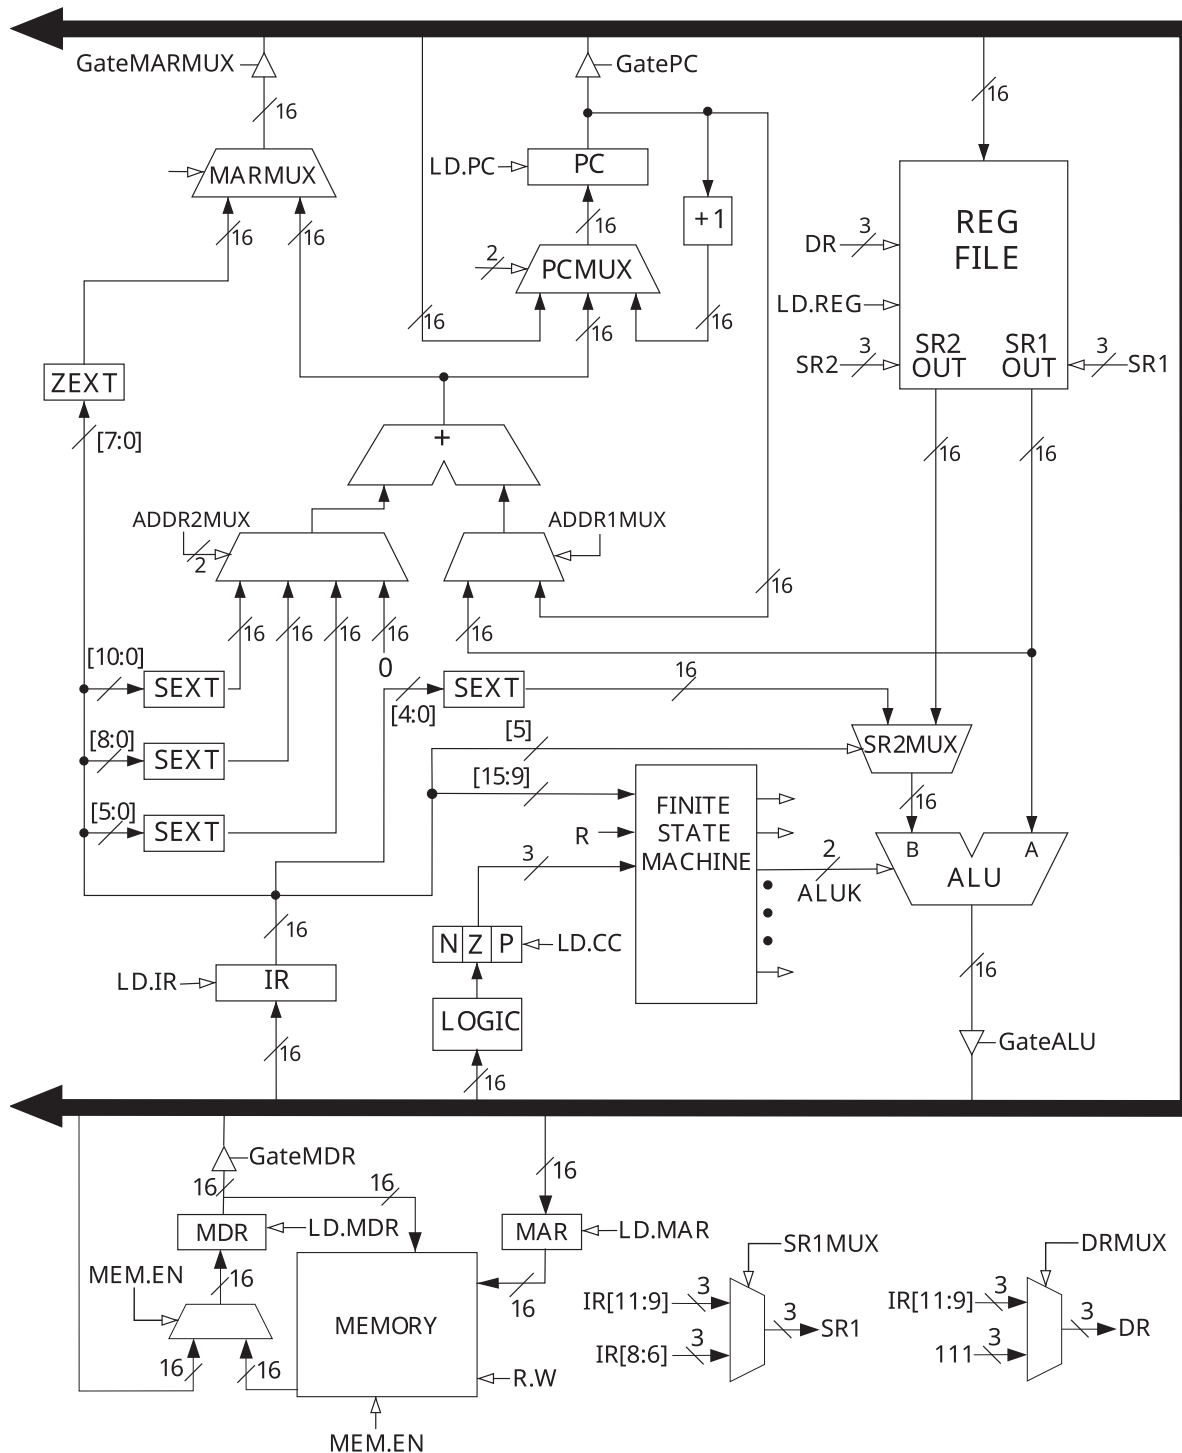 GateMARMUX
GatePC
16
16
LD.PC
PC
MARMUX
+1
REG
FILE
16
16
16
2
PCMUX
3
DR
LD.REG
16
16
16
3
SR2
SR2
OUT
SR1
OUT
3
SR1
ZEXT
[7:0]
+
16
16
ADDR2MUX
ADDR1MUX
2
16
16
16
16
16
16
0
[10:0]
SEXT
[4:0]
SEXT
16
[8:0]
SEXT
[5]
SR2MUX
[15:9]
16
[5:0]
SEXT
R
FINITE
STATE
MACHINE
3
2
ALUK
B
A
ALU
16
N Z P
LD.CC
LD.IR
IR
16
LOGIC
16
16
GateALU
GateMDR
16
16
16
MDR
LD.MDR
MAR
LD.MAR
MEM.EN
16
16
MEMORY
16
16
R.W
MEM.EN
SR1MUX
IR[11:9]
3
3
SR1
IR[8:6]
3
DRMUX
IR[11:9]
3
3
DR
111
3